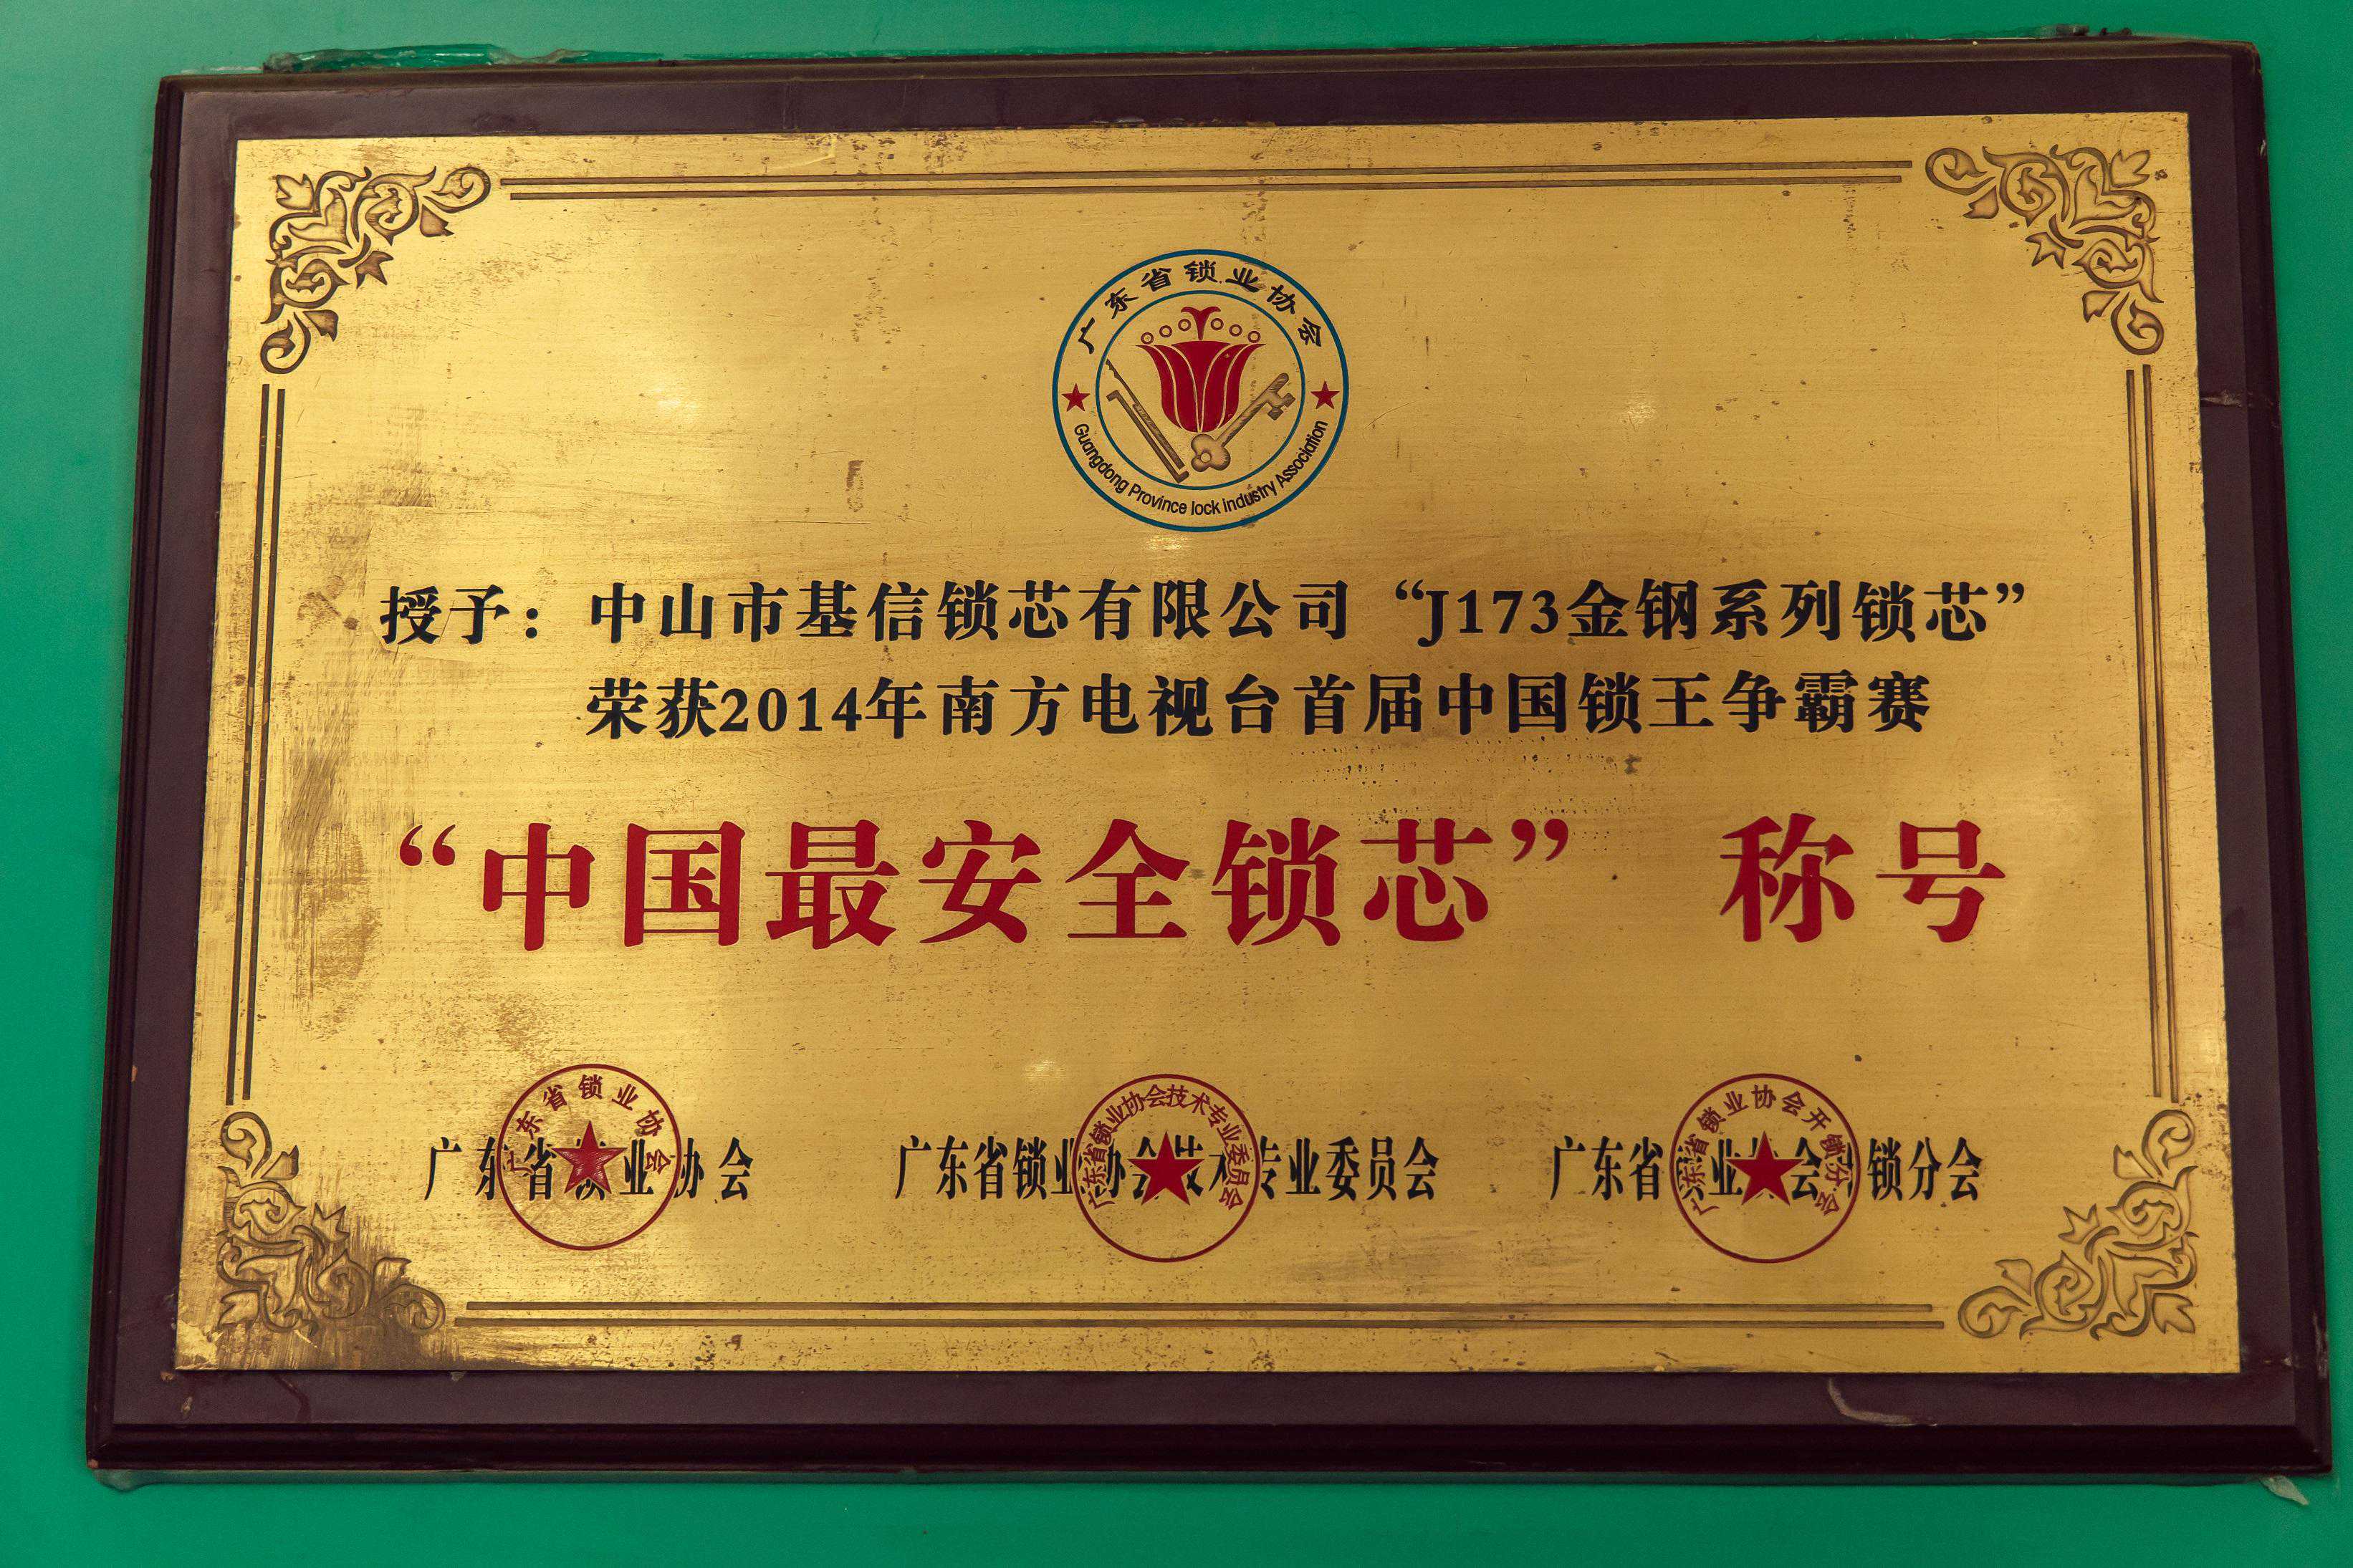 广东省锁业协会
Guangdong Province lock industry Association
授予：中山市基信锁芯有限公司“J173金钢系列锁芯”
荣获2014年南方电视台首届中国锁王争霸赛
“中国最安全锁芯” 称号
广东省锁业协会
广东省锁业协会技术专业委员会
广东省锁业协会开锁分会
广东省锁业协会
广东省锁业协会技术专业委员会
广东省锁业协会开锁分会